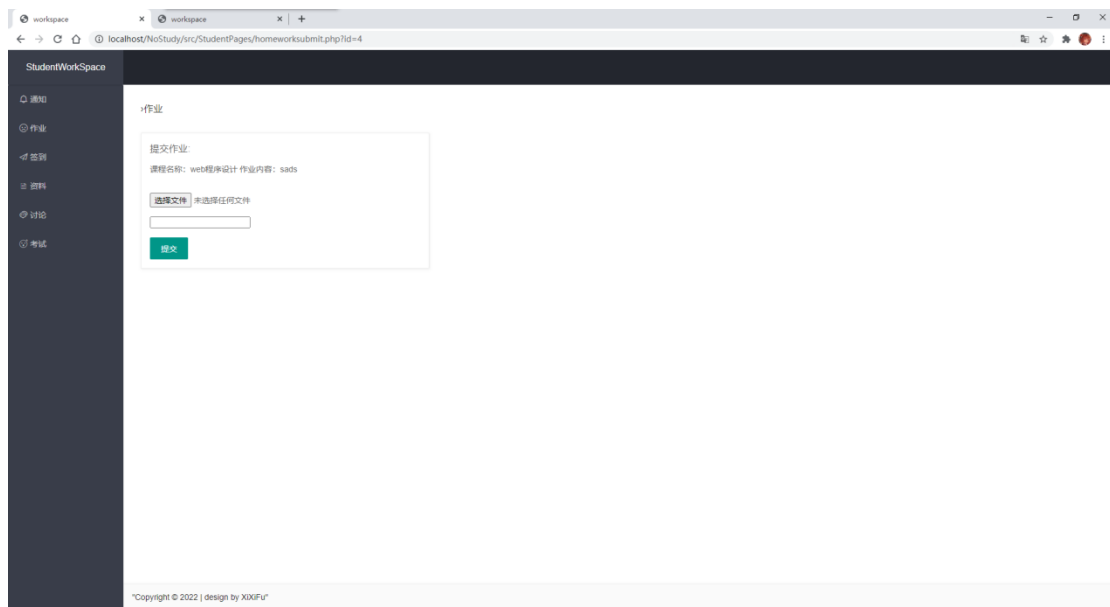 workspace
workspace
localhost/NoStudy/src/StudentPages/homeworksubmit.php?id=4
StudentWorkSpace
通知
作业
签到
资料
讨论
考试
›作业
提交作业:
课程名称：web程序设计 作业内容：sads
选择文件 未选择任何文件
提交
"Copyright © 2022 | design by XiXiFu"